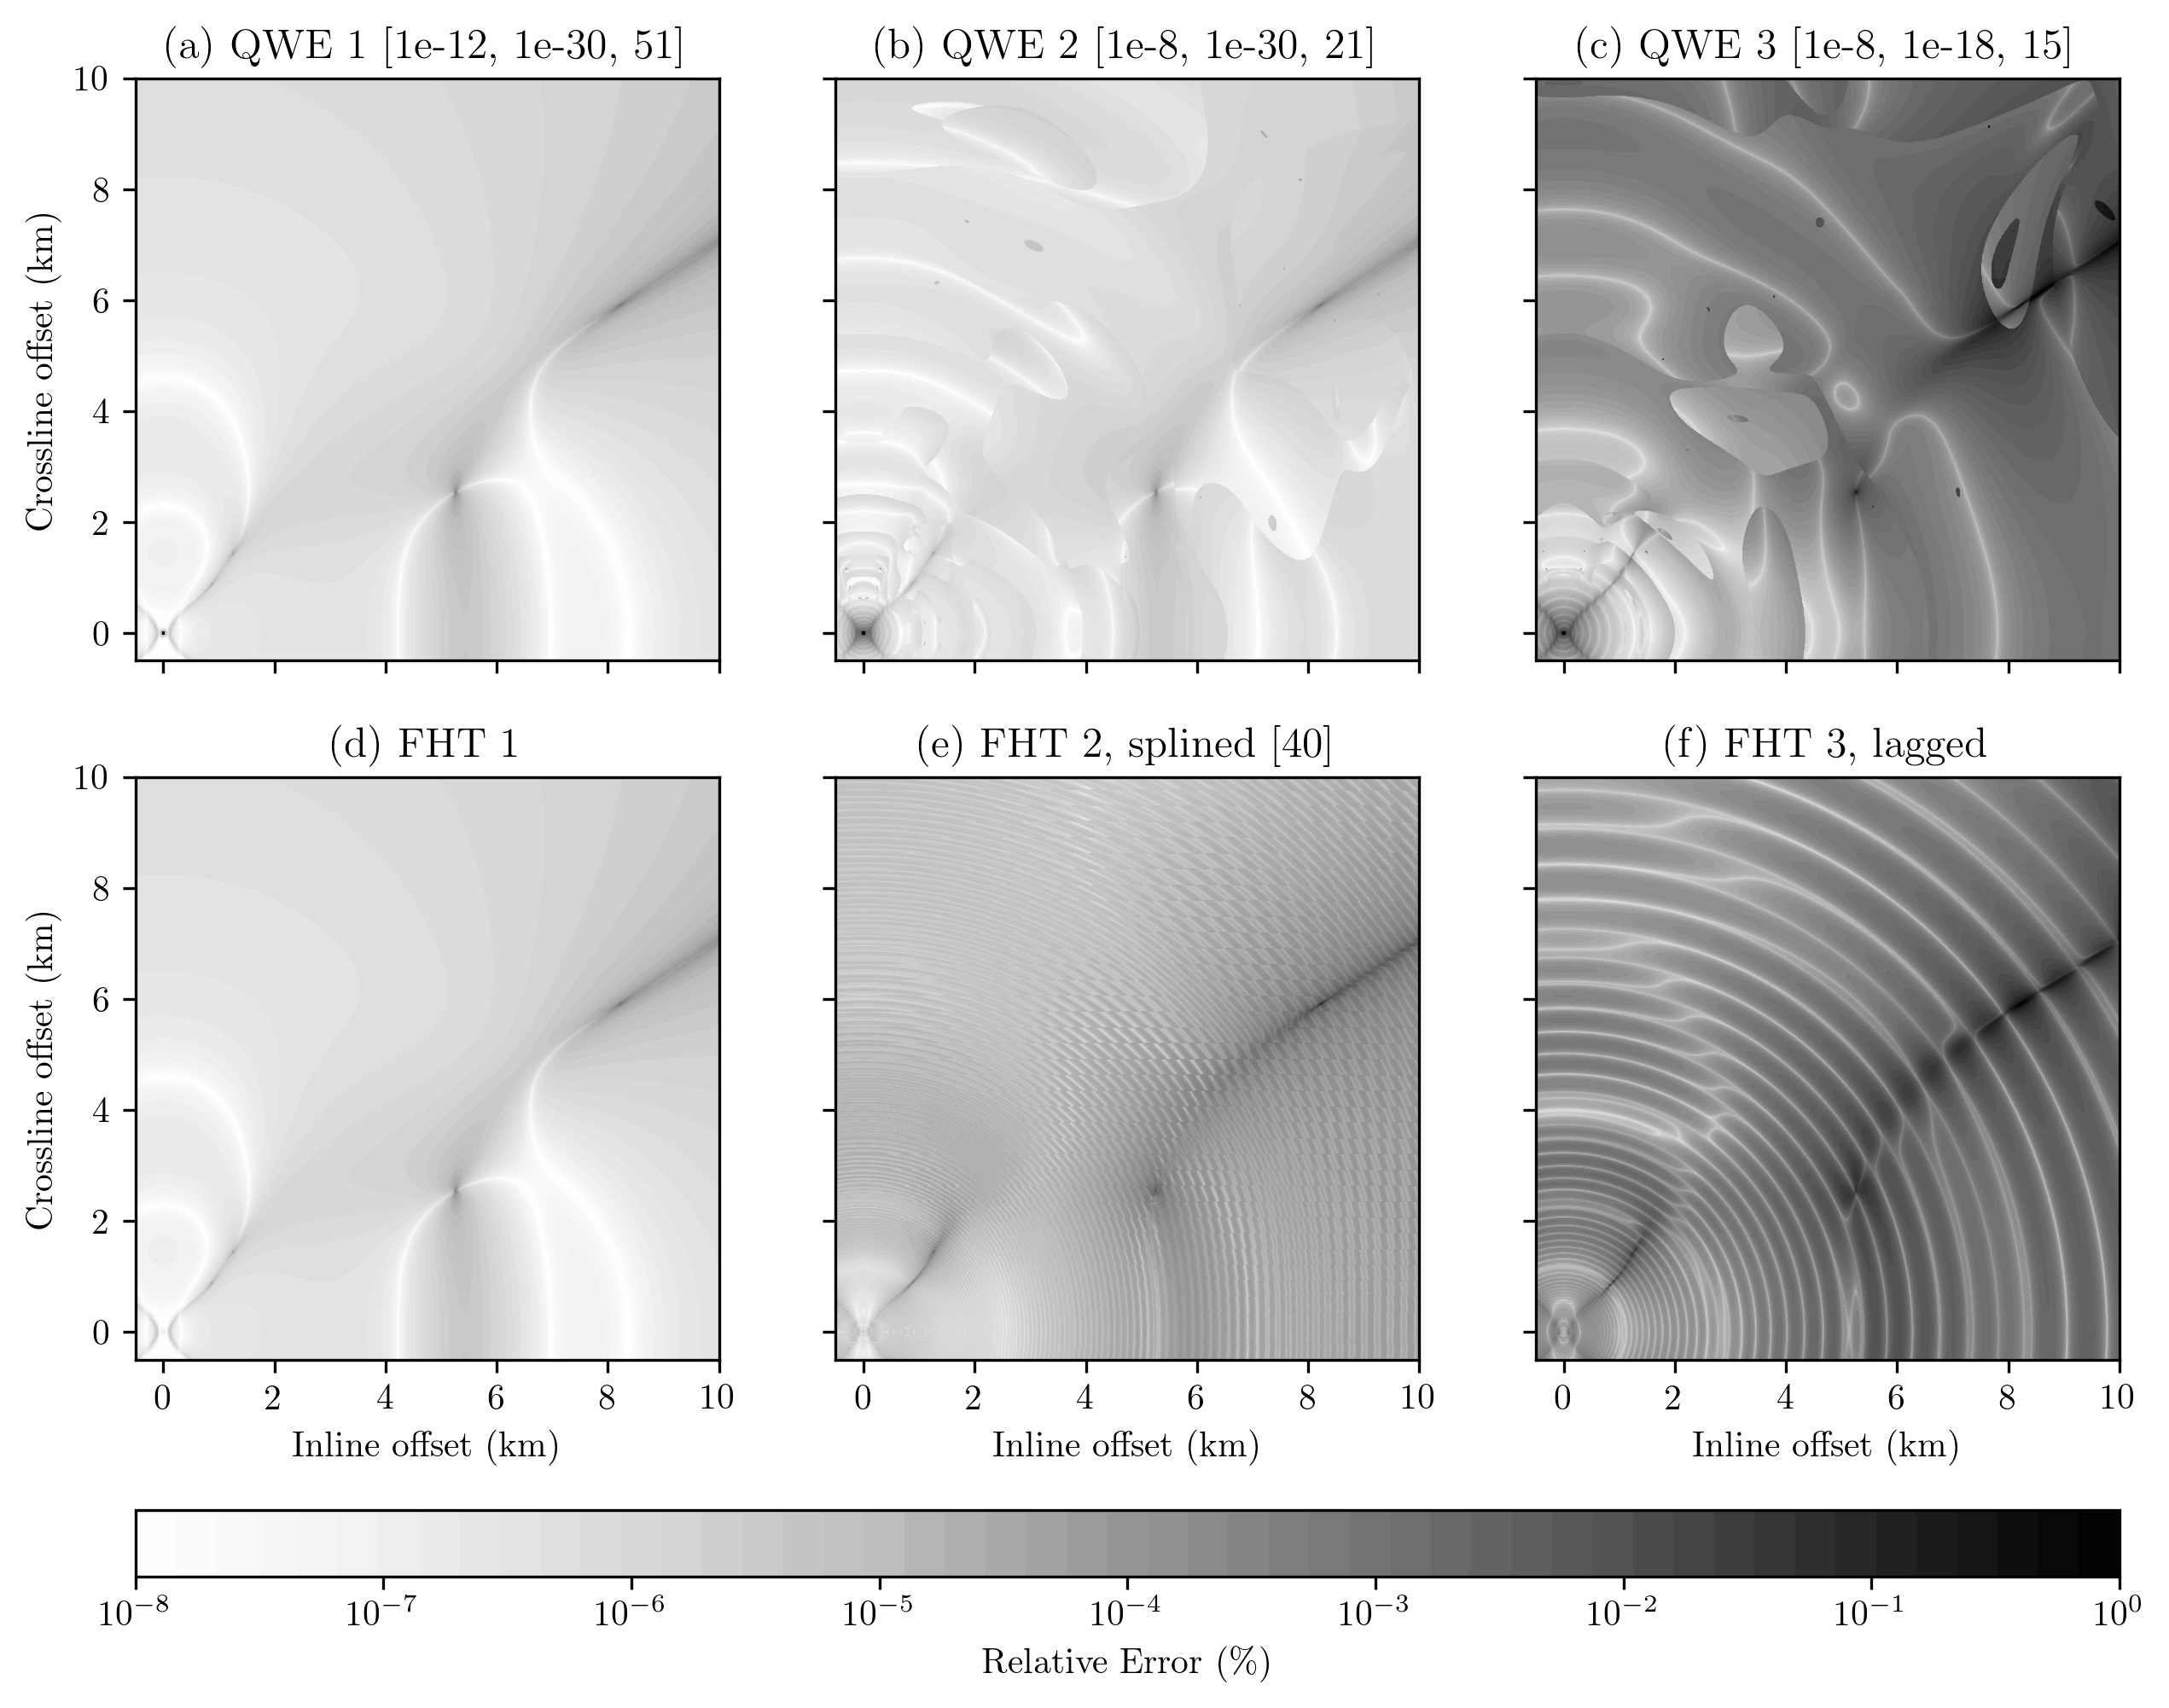 (a) QWE 1 [1e-12, 1e-30, 51]
(b) QWE 2 [1e-8, 1e-30, 21]
(c) QWE 3 [1e-8, 1e-18, 15]
10
8
6
4
2
0
Crossline offset (km)
(d) FHT 1
(e) FHT 2, splined [40]
(f) FHT 3, lagged
10
8
6
4
2
0
Crossline offset (km)
0 2 4 6 8 10
0 2 4 6 8 10
0 2 4 6 8 10
Inline offset (km)
Inline offset (km)
Inline offset (km)
10⁻⁸ 10⁻⁷ 10⁻⁶ 10⁻⁵ 10⁻⁴ 10⁻³ 10⁻² 10⁻¹ 10⁰
Relative Error (%)